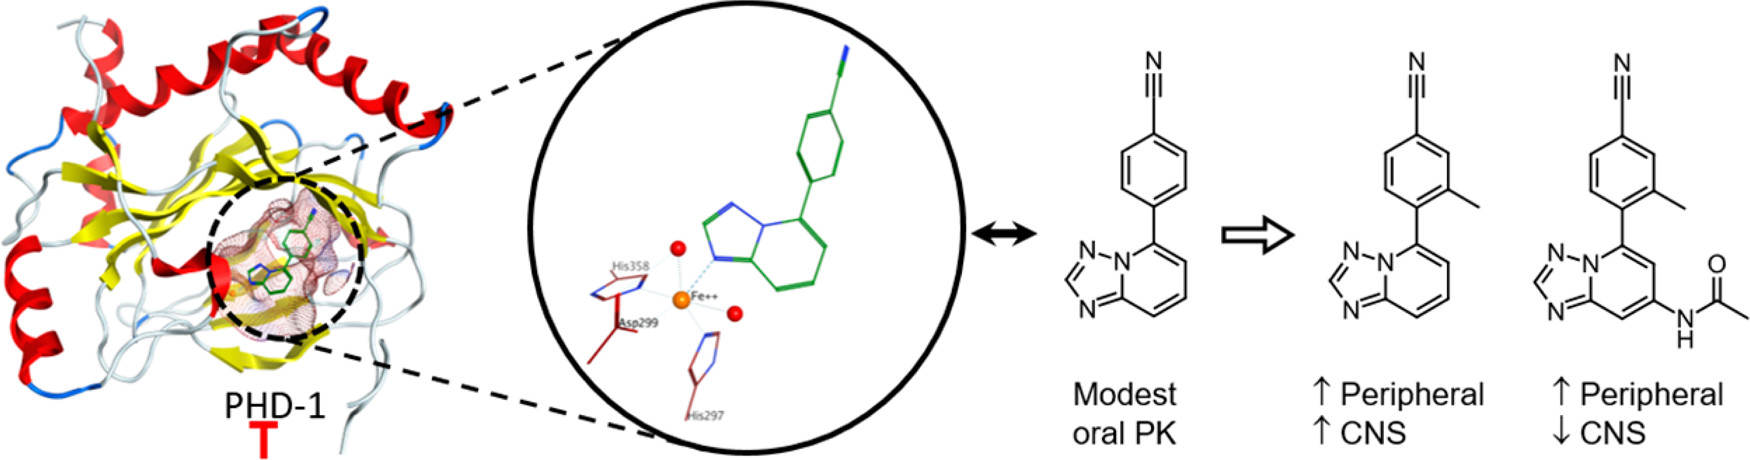 PHD-1
His358
Fe++
Asp299
His297
N
N
N
N
Modest
oral PK
N
N
N
N
↑ Peripheral
↑ CNS
N
N
N
N
O
N
H
↑ Peripheral
↓ CNS